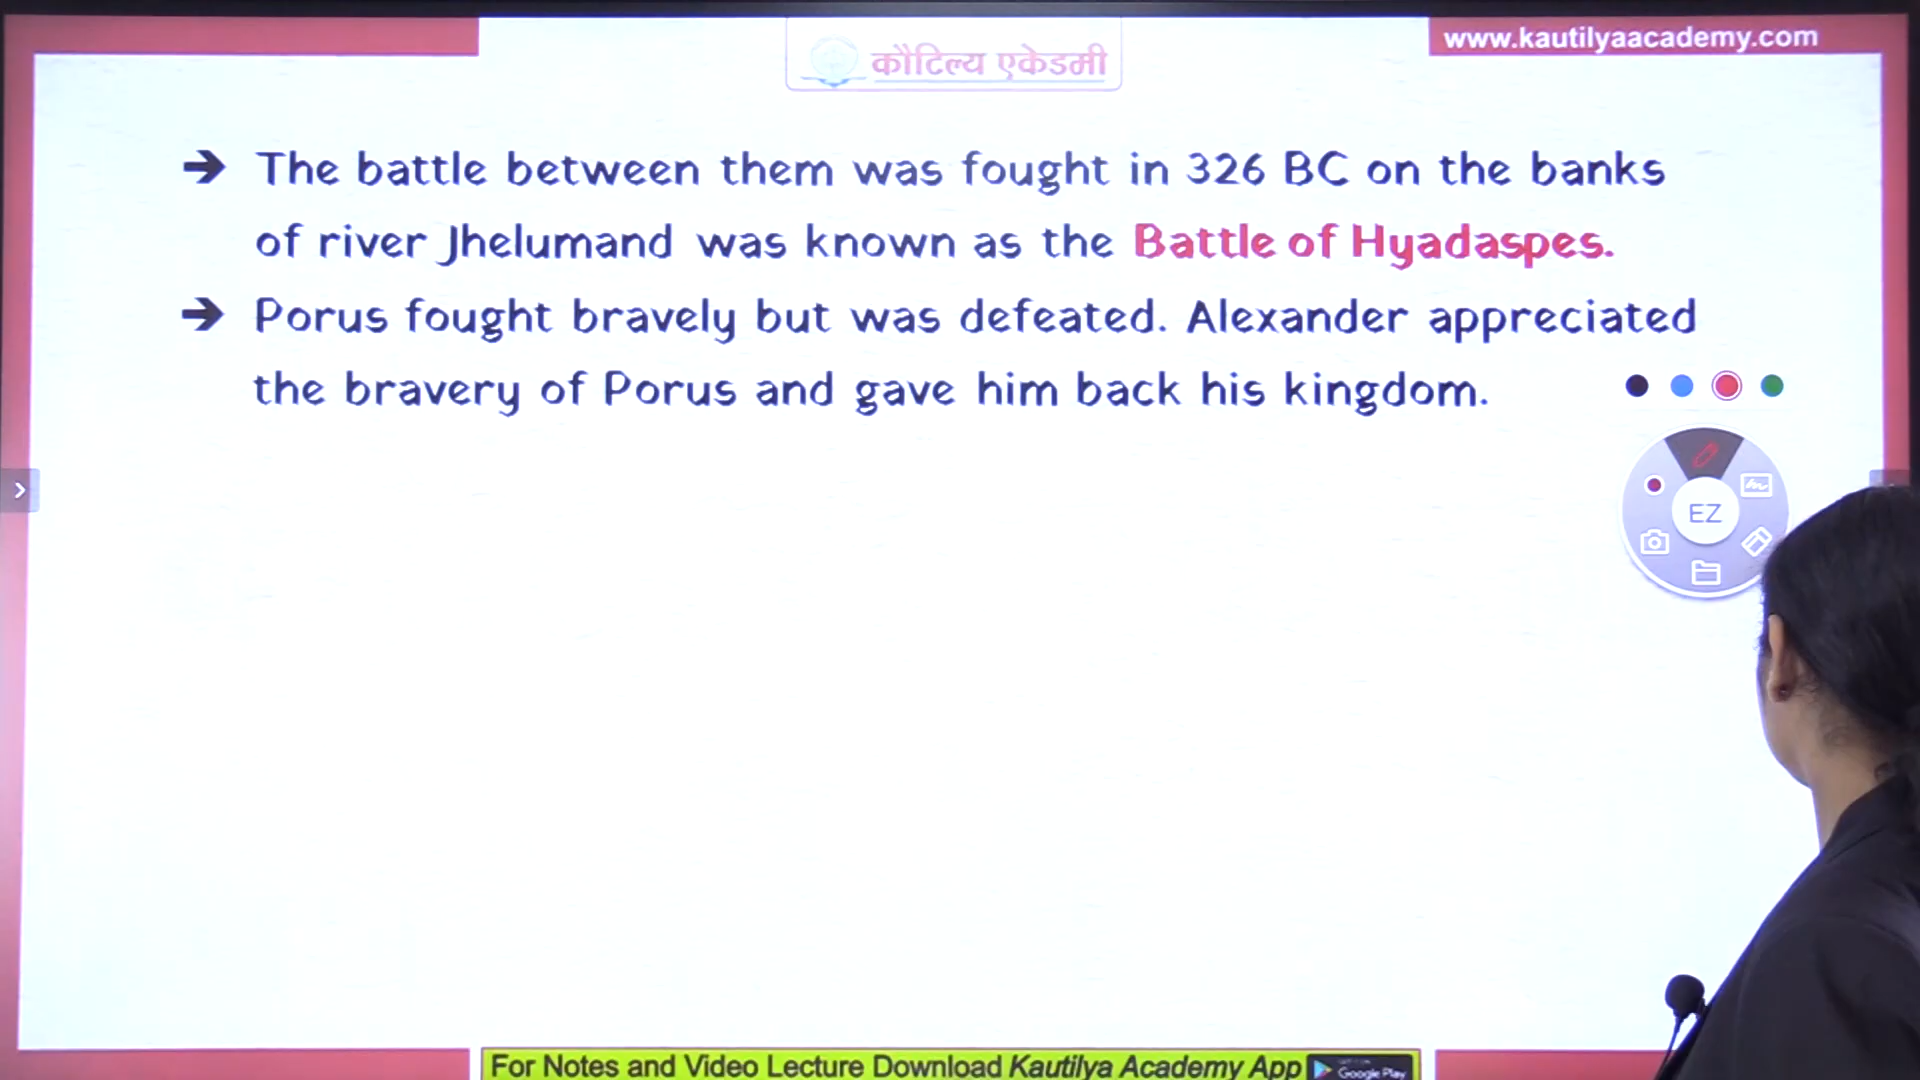 www.kautilyaacademy.com
कौटिल्य एकेडमी
➔ The battle between them was fought in 326 BC on the banks
of river Jhelumand was known as the Battle of Hyadaspes.
➔ Porus fought bravely but was defeated. Alexander appreciated
the bravery of Porus and gave him back his kingdom.
EZ
For Notes and Video Lecture Download Kautilya Academy App
Google Play